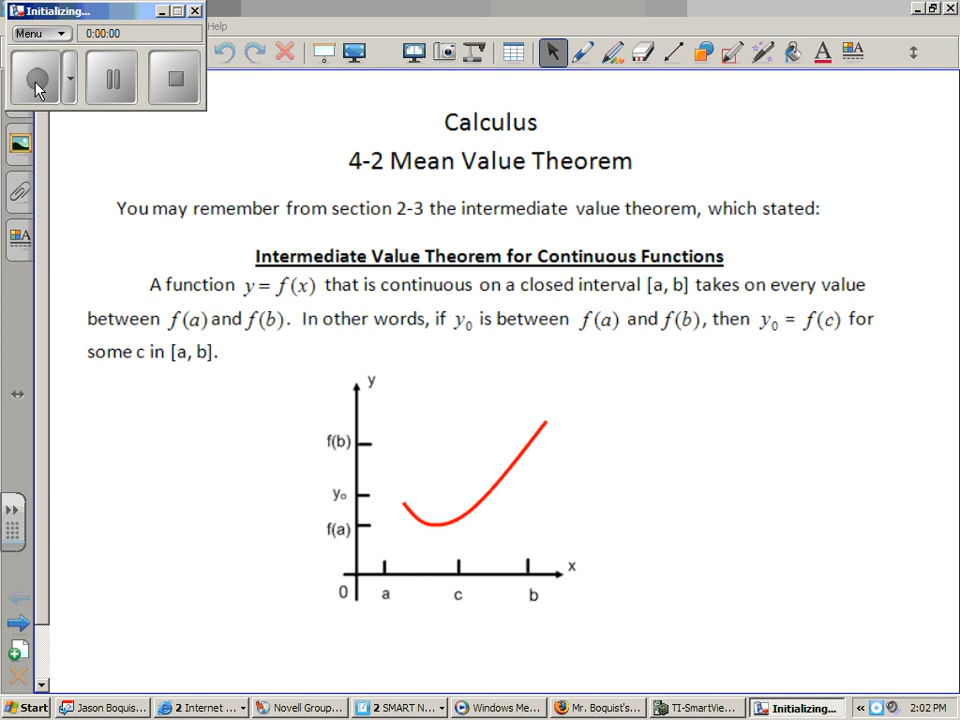 Initializing...
Menu
0:00:00
Help
Calculus
4-2 Mean Value Theorem
You may remember from section 2-3 the intermediate value theorem, which stated:
Intermediate Value Theorem for Continuous Functions
A function y = f(x) that is continuous on a closed interval [a, b] takes on every value
between f(a) and f(b). In other words, if y₀ is between f(a) and f(b), then y₀ = f(c) for
some c in [a, b].
y
f(b)
y₀
f(a)
x
0 a c b
Start
Jason Boquis...
2 Internet ...
Novell Group...
2 SMART N...
Windows Me...
Mr. Boquist's...
TI-SmartVie...
Initializing...
2:02 PM